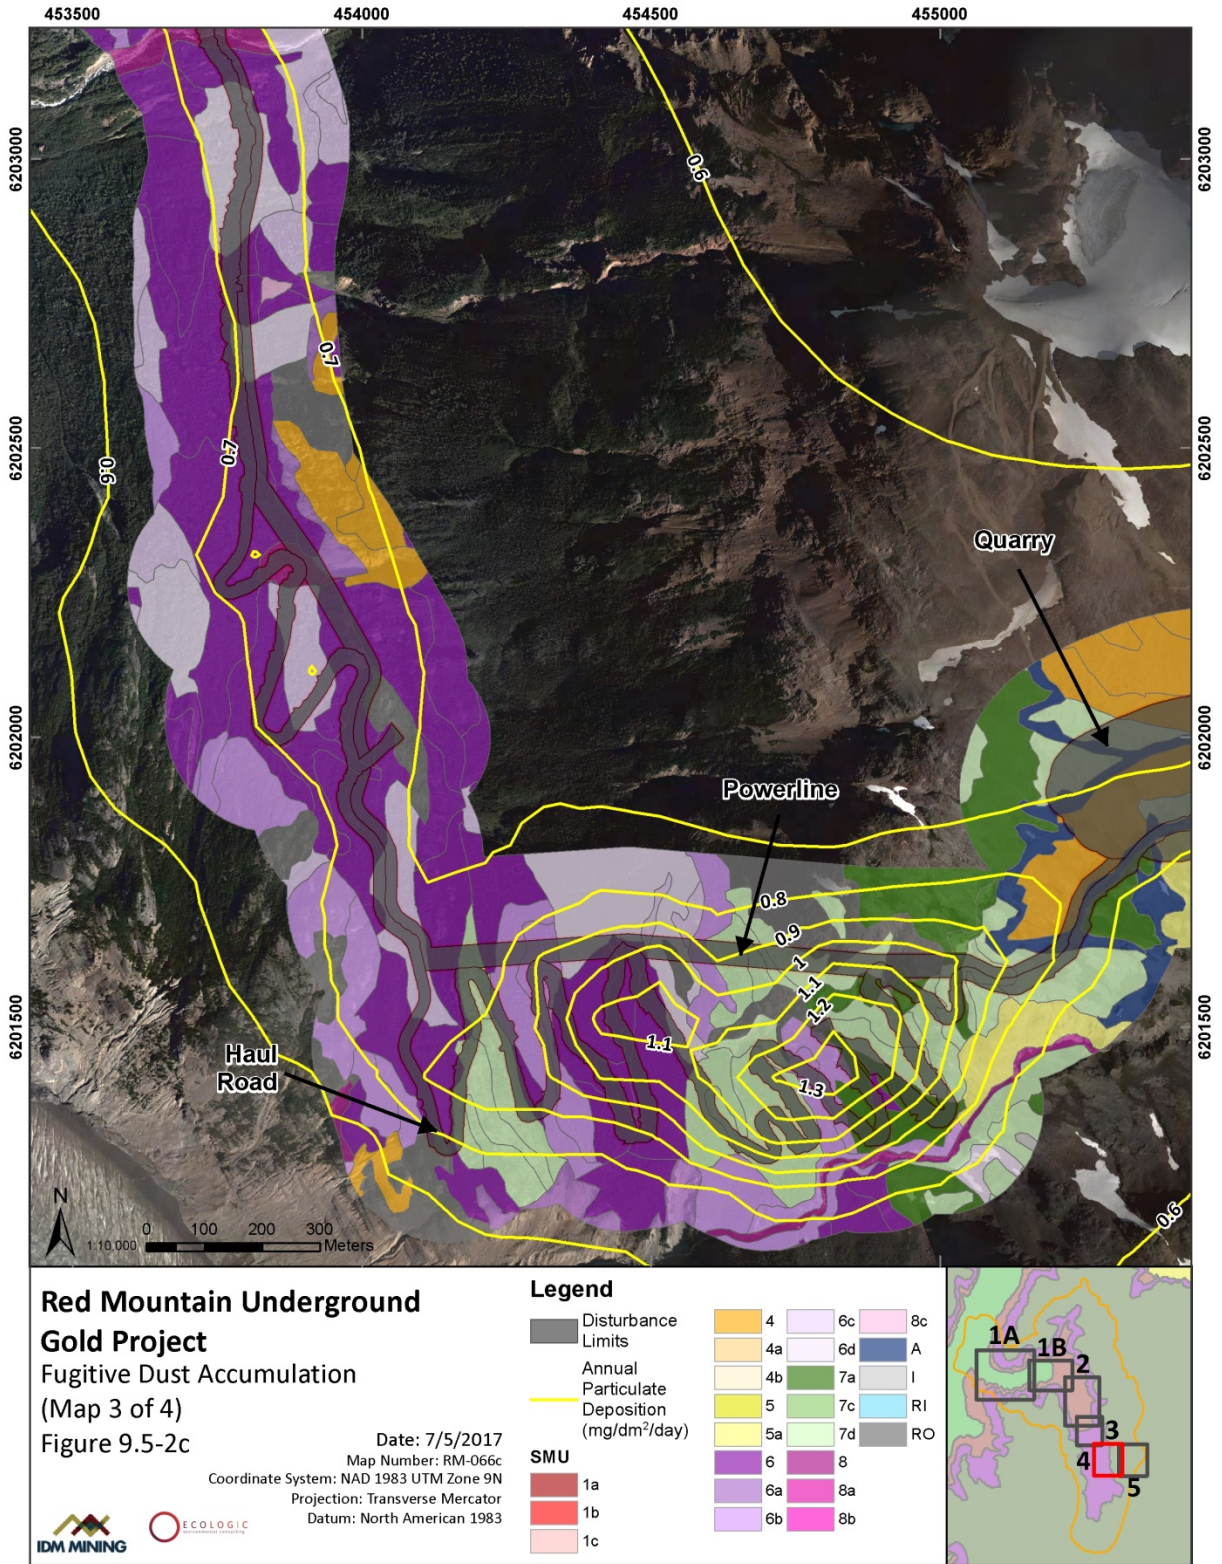 453500 454000 454500 455000
6203000
6202500
6202000
6201500
6203000
6202500
6202000
6201500
0.6
0.7
0.7
0.6
Quarry
Powerline
0.8
0.9
1
1.1
1.2
1.1
1.3
Haul
Road
0.6
N
1:10,000
0 100 200 300
Meters
Red Mountain Underground
Gold Project
Fugitive Dust Accumulation
(Map 3 of 4)
Figure 9.5-2c
Date: 7/5/2017
Map Number: RM-066c
Coordinate System: NAD 1983 UTM Zone 9N
Projection: Transverse Mercator
Datum: North American 1983
IDM MINING
ECOLOGIC
environmental consulting
Legend
Disturbance
Limits
Annual
Particulate
Deposition
(mg/dm²/day)
SMU
1a
1b
1c
4
4a
4b
5
5a
6
6a
6b
6c
6d
7a
7c
7d
8
8a
8b
8c
A
I
RI
RO
1A
1B
2
3
4
5